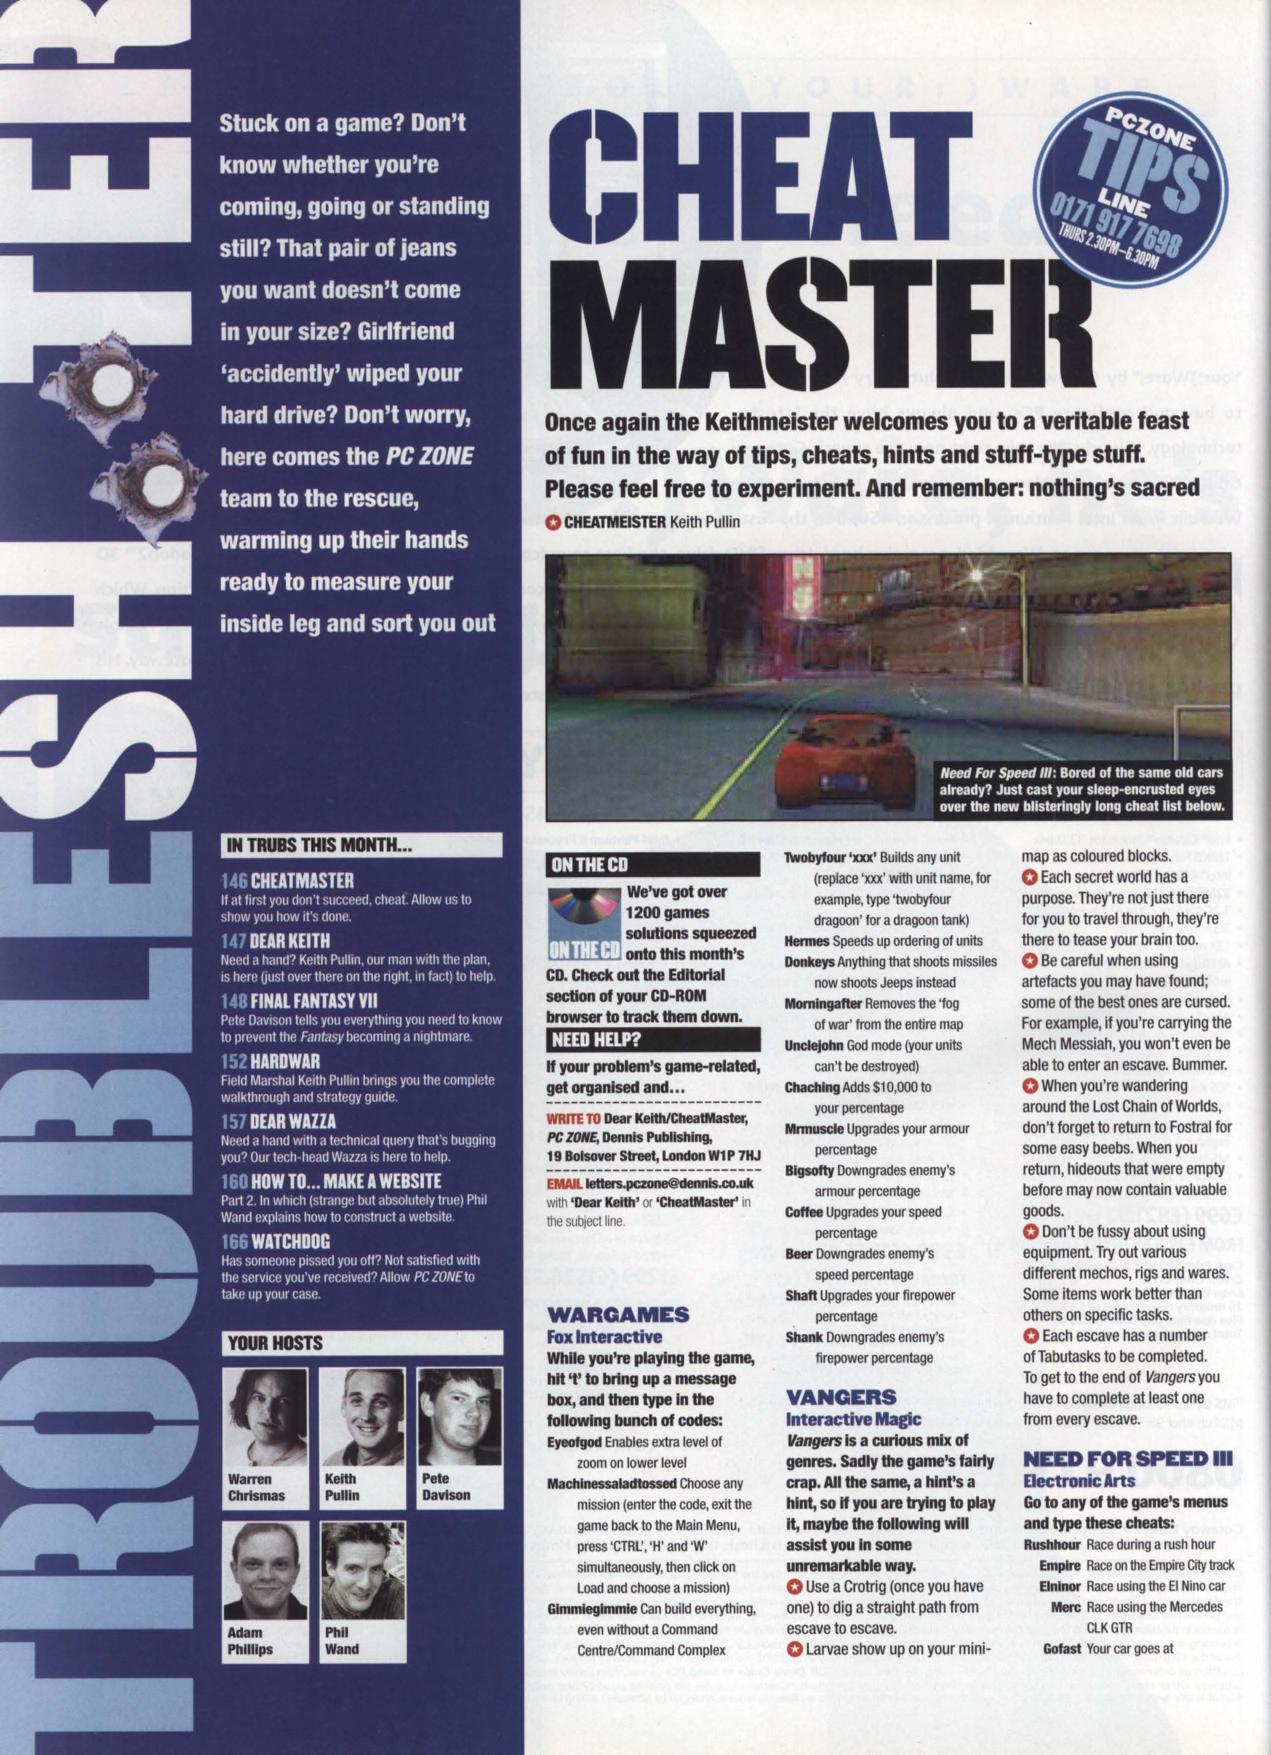 TROUBLESHOOTER
Stuck on a game? Don't
know whether you're
coming, going or standing
still? That pair of jeans
you want doesn't come
in your size? Girlfriend
'accidently' wiped your
hard drive? Don't worry,
here comes the PC ZONE
team to the rescue,
warming up their hands
ready to measure your
inside leg and sort you out
IN TRUBS THIS MONTH...
146 CHEATMASTER
If at first you don't succeed, cheat. Allow us to
show you how it's done.
147 DEAR KEITH
Need a hand? Keith Pullin, our man with the plan,
is here (just over there on the right, in fact) to help.
148 FINAL FANTASY VII
Pete Davison tells you everything you need to know
to prevent the Fantasy becoming a nightmare.
152 HARDWAR
Field Marshal Keith Pullin brings you the complete
walkthrough and strategy guide.
157 DEAR WAZZA
Need a hand with a technical query that's bugging
you? Our tech-head Wazza is here to help.
160 HOW TO... MAKE A WEBSITE
Part 2. In which (strange but absolutely true) Phil
Wand explains how to construct a website.
166 WATCHDOG
Has someone pissed you off? Not satisfied with
the service you've received? Allow PC ZONE to
take up your case.
YOUR HOSTS
Warren
Chrismas
Keith
Pullin
Pete
Davison
Adam
Phillips
Phil
Wand
CHEAT
MASTER
PCZONE
TIPS
LINE
0171 917 7698
THURS 2.30PM–6.30PM
Once again the Keithmeister welcomes you to a veritable feast
of fun in the way of tips, cheats, hints and stuff-type stuff.
Please feel free to experiment. And remember: nothing's sacred
CHEATMEISTER Keith Pullin
Need For Speed III: Bored of the same old cars
already? Just cast your sleep-encrusted eyes
over the new blisteringly long cheat list below.
ON THE CD
ON THE CD
We've got over
1200 games
solutions squeezed
onto this month's
CD. Check out the Editorial
section of your CD-ROM
browser to track them down.
NEED HELP?
If your problem's game-related,
get organised and...
WRITE TO Dear Keith/CheatMaster,
PC ZONE, Dennis Publishing,
19 Bolsover Street, London W1P 7HJ
EMAIL letters.pczone@dennis.co.uk
with 'Dear Keith' or 'CheatMaster' in
the subject line.
WARGAMES
Fox Interactive
While you're playing the game,
hit 't' to bring up a message
box, and then type in the
following bunch of codes:
Eyeofgod Enables extra level of
zoom on lower level
Machinessaladtossed Choose any
mission (enter the code, exit the
game back to the Main Menu,
press 'CTRL', 'H' and 'W'
simultaneously, then click on
Load and choose a mission)
Gimmiegimmie Can build everything,
even without a Command
Centre/Command Complex
Twobyfour 'xxx' Builds any unit
(replace 'xxx' with unit name, for
example, type 'twobyfour
dragoon' for a dragoon tank)
Hermes Speeds up ordering of units
Donkeys Anything that shoots missiles
now shoots Jeeps instead
Morningafter Removes the 'fog
of war' from the entire map
Unclejohn God mode (your units
can't be destroyed)
Chaching Adds $10,000 to
your percentage
Mrmuscle Upgrades your armour
percentage
Bigsofty Downgrades enemy's
armour percentage
Coffee Upgrades your speed
percentage
Beer Downgrades enemy's
speed percentage
Shaft Upgrades your firepower
percentage
Shank Downgrades enemy's
firepower percentage
VANGERS
Interactive Magic
Vangers is a curious mix of
genres. Sadly the game's fairly
crap. All the same, a hint's a
hint, so if you are trying to play
it, maybe the following will
assist you in some
unremarkable way.
Use a Crotrig (once you have
one) to dig a straight path from
escave to escave.
Larvae show up on your mini-
map as coloured blocks.
Each secret world has a
purpose. They're not just there
for you to travel through, they're
there to tease your brain too.
Be careful when using
artefacts you may have found;
some of the best ones are cursed.
For example, if you're carrying the
Mech Messiah, you won't even be
able to enter an escave. Bummer.
When you're wandering
around the Lost Chain of Worlds,
don't forget to return to Fostral for
some easy beebs. When you
return, hideouts that were empty
before may now contain valuable
goods.
Don't be fussy about using
equipment. Try out various
different mechos, rigs and wares.
Some items work better than
others on specific tasks.
Each escave has a number
of Tabutasks to be completed.
To get to the end of Vangers you
have to complete at least one
from every escave.
NEED FOR SPEED III
Electronic Arts
Go to any of the game's menus
and type these cheats:
Rushhour Race during a rush hour
Empire Race on the Empire City track
Elninor Race using the El Nino car
Merc Race using the Mercedes
CLK GTR
Gofast Your car goes at